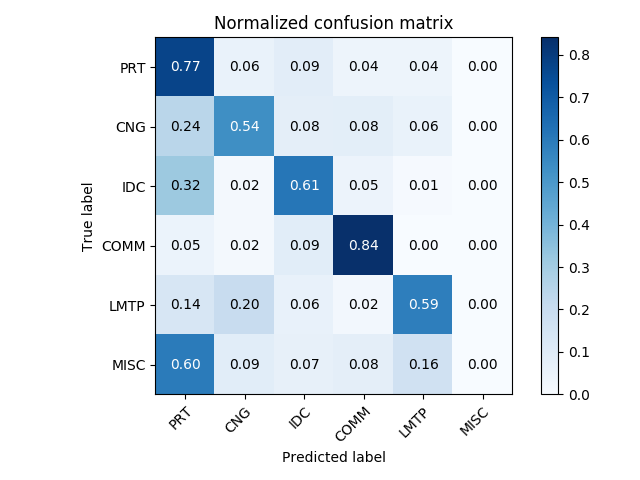 Normalized confusion matrix
PRT 0.77 0.06 0.09 0.04 0.04 0.00
CNG 0.24 0.54 0.08 0.08 0.06 0.00
IDC 0.32 0.02 0.61 0.05 0.01 0.00
COMM 0.05 0.02 0.09 0.84 0.00 0.00
LMTP 0.14 0.20 0.06 0.02 0.59 0.00
MISC 0.60 0.09 0.07 0.08 0.16 0.00
PRT CNG IDC COMM LMTP MISC
Predicted label
True label
0.8
0.7
0.6
0.5
0.4
0.3
0.2
0.1
0.0